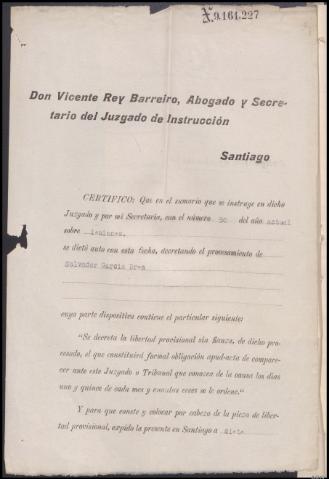 9.161.227
Don Vicente Rey Barreiro, Abogado y Secre-
tario del Juzgado de Instrucción
Santiago
CERTIFICO: Que en el sumario que se instruye en dicho
Juzgado y por mi Secretaría, con el número 30 del año actual
sobre lesiones,
se dictó auto con esta fecha, decretando el procesamiento de
Salvador García Brea
cuya parte dispositiva contiene el particular siguiente:
“Se decreta la libertad provisional sin fianza, de dicho pro-
cesado, el que constituirá formal obligación apud-acta de compare-
cer ante este Juzgado o Tribunal que conozca de la causa los dias
uno y quince de cada mes y cuantas veces se le ordene.”
Y para que conste y colocar por cabeza de la pieza de liber-
tad provisional, expido la presente en Santiago a siete